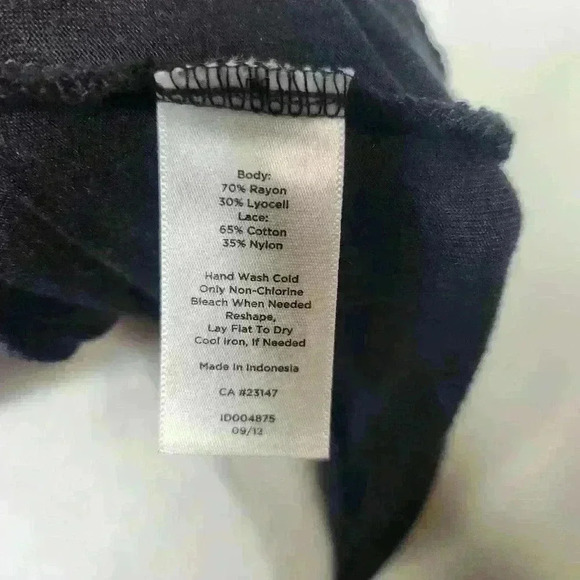 Body:
70% Rayon
30% Lyocell
Lace:
65% Cotton
35% Nylon
Hand Wash Cold
Only Non-Chlorine
Bleach When Needed
Reshape,
Lay Flat To Dry
Cool Iron, If Needed
Made In Indonesia
CA #23147
ID004875
09/12